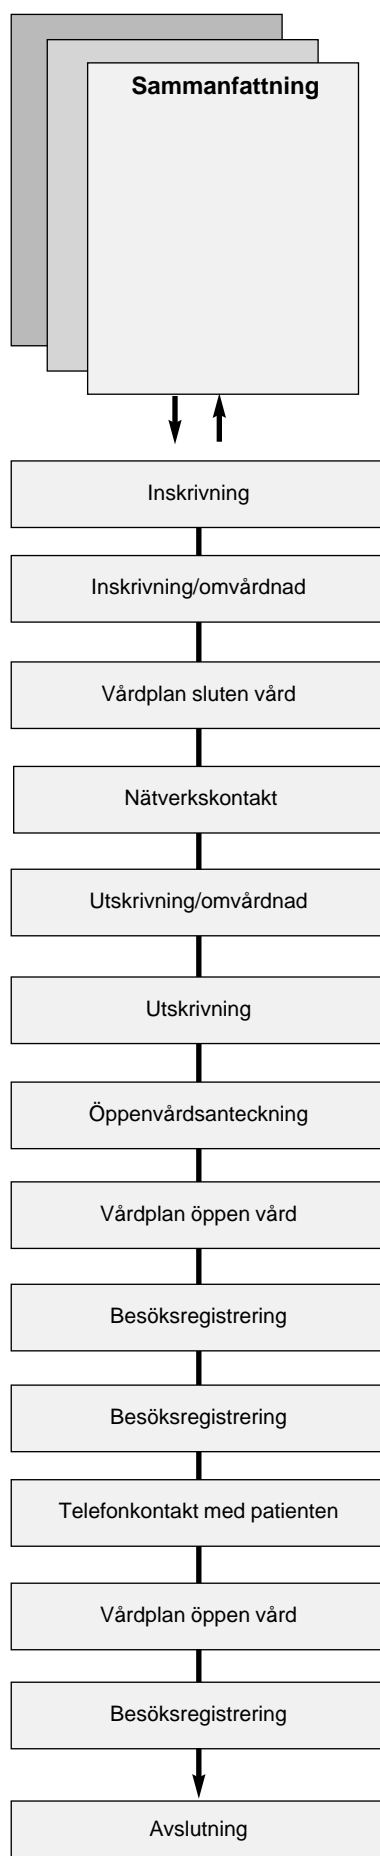 Sammanfattning
Inskrivning
Inskrivning/omvårdnad
Vårdplan sluten vård
Nätverkskontakt
Utskrivning/omvårdnad
Utskrivning
Öppenvårdsanteckning
Vårdplan öppen vård
Besöksregistrering
Besöksregistrering
Telefonkontakt med patienten
Vårdplan öppen vård
Besöksregistrering
Avslutning